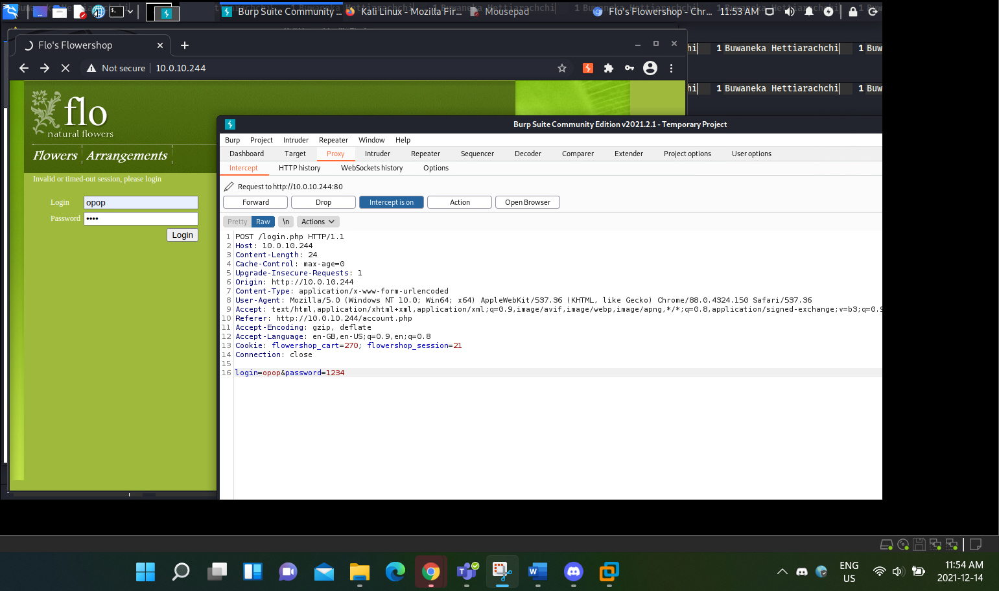 Burp Suite Community ...
Kali Linux - Mozilla Fir...
Mousepad
Flo's Flowershop - Chr...
11:53 AM
Flo's Flowershop
Not secure
10.0.10.244
1 Buwaneka Hettiarachchi
1 Buw
1 Buwaneka Hettiarachchi
1 Buw
flo
natural flowers
Flowers
Arrangements
Invalid or timed-out session, please login
Login
opop
Password
••••
Login
Burp Suite Community Edition v2021.2.1 - Temporary Project
Burp Project Intruder Repeater Window Help
Dashboard Target Proxy Intruder Repeater Sequencer Decoder Comparer Extender Project options User options
Intercept HTTP history WebSockets history Options
Request to http://10.0.10.244:80
Forward Drop Intercept is on Action Open Browser
Pretty Raw \n Actions
1 POST /login.php HTTP/1.1
2 Host: 10.0.10.244
3 Content-Length: 24
4 Cache-Control: max-age=0
5 Upgrade-Insecure-Requests: 1
6 Origin: http://10.0.10.244
7 Content-Type: application/x-www-form-urlencoded
8 User-Agent: Mozilla/5.0 (Windows NT 10.0; Win64; x64) AppleWebKit/537.36 (KHTML, like Gecko) Chrome/88.0.4324.150 Safari/537.36
9 Accept: text/html,application/xhtml+xml,application/xml;q=0.9,image/avif,image/webp,image/apng,*/*;q=0.8,application/signed-exchange;v=b3;q=0.9
10 Referer: http://10.0.10.244/account.php
11 Accept-Encoding: gzip, deflate
12 Accept-Language: en-GB,en-US;q=0.9,en;q=0.8
13 Cookie: flowershop_cart=270; flowershop_session=21
14 Connection: close
15
16 login=opop&password=1234
ENG
US
11:54 AM
2021-12-14